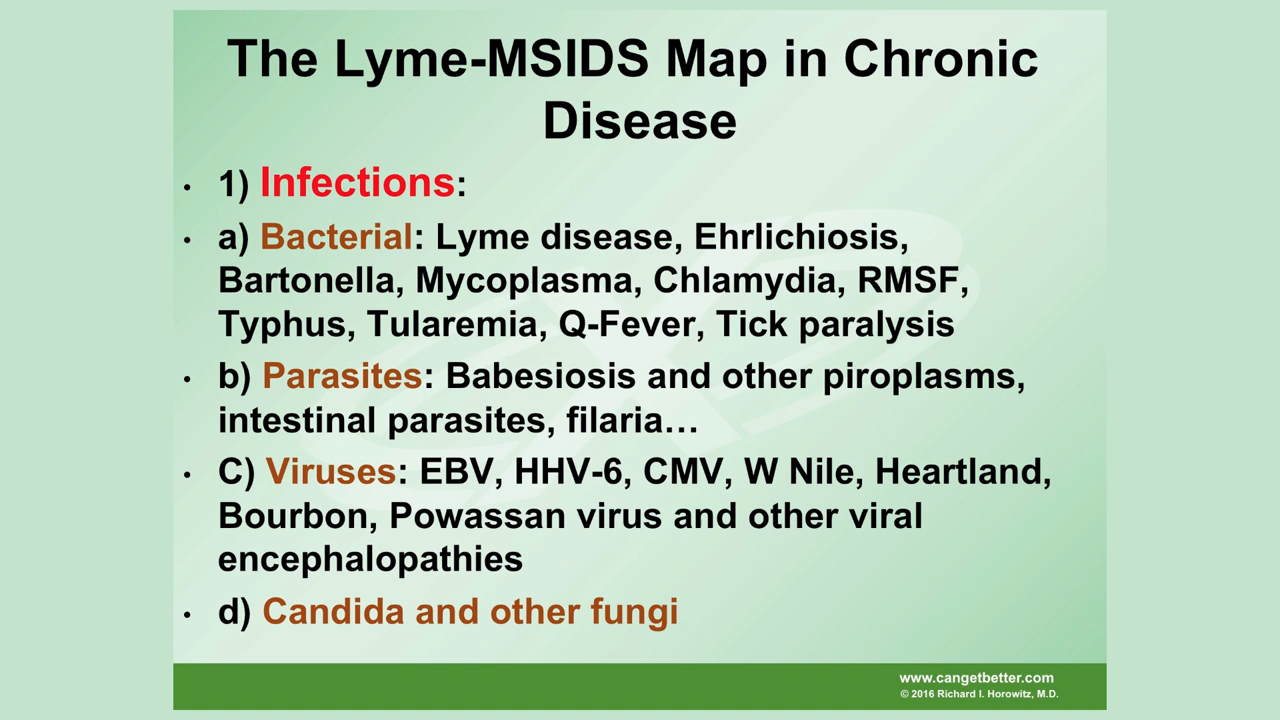 The Lyme-MSIDS Map in Chronic
Disease
• 1) Infections:
• a) Bacterial: Lyme disease, Ehrlichiosis,
Bartonella, Mycoplasma, Chlamydia, RMSF,
Typhus, Tularemia, Q-Fever, Tick paralysis
• b) Parasites: Babesiosis and other piroplasms,
intestinal parasites, filaria…
• C) Viruses: EBV, HHV-6, CMV, W Nile, Heartland,
Bourbon, Powassan virus and other viral
encephalopathies
• d) Candida and other fungi
www.cangetbetter.com
© 2016 Richard I. Horowitz, M.D.